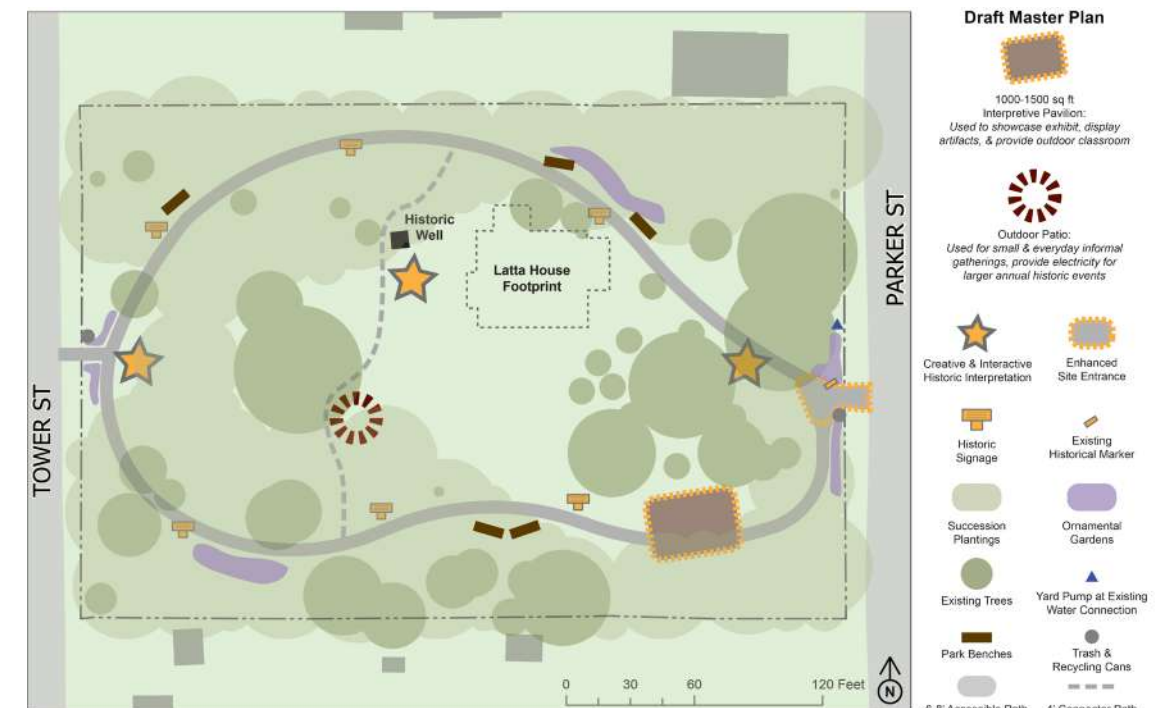 Draft Master Plan
1000-1500 sq ft
Interpretive Pavilion:
Used to showcase exhibit, display
artifacts, & provide outdoor classroom
Outdoor Patio:
Used for small & everyday informal
gatherings, provide electricity for
larger annual historic events
Creative & Interactive
Historic Interpretation
Enhanced
Site Entrance
Historic
Signage
Existing
Historical Marker
Succession
Plantings
Ornamental
Gardens
Existing Trees
Yard Pump at Existing
Water Connection
Park Benches
Trash &
Recycling Cans
TOWER ST
PARKER ST
Historic
Well
Latta House
Footprint
0 30 60 120 Feet
N